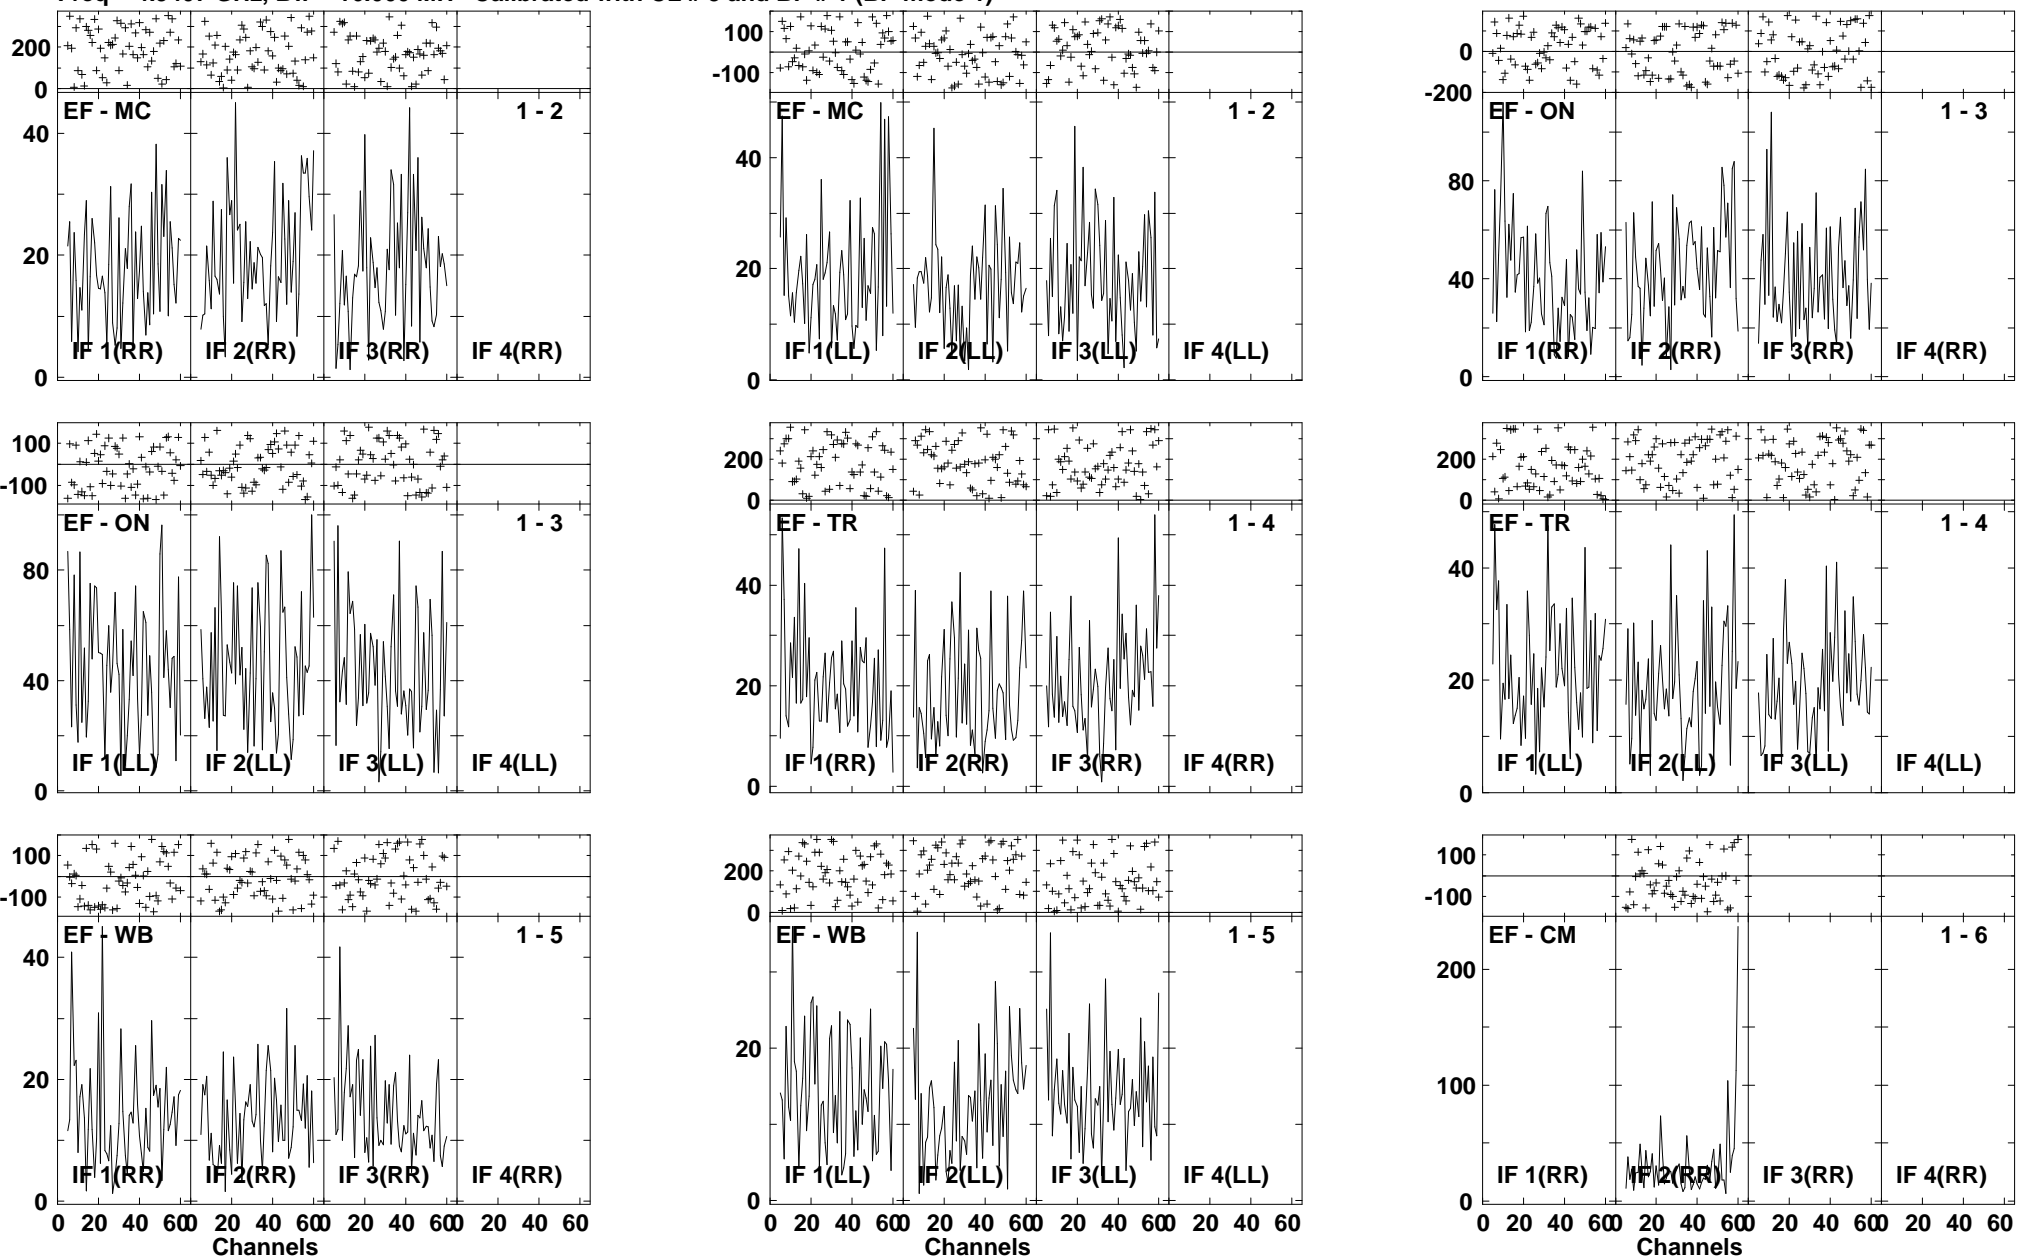 200 100 0
0 -100 -200
EF - MC 1 - 2 EF - MC 1 - 2 EF - ON 1 - 3
40 40 80
20 20 40
IF 1(RR) IF 2(RR) IF 3(RR) IF 4(RR) IF 1(LL) IF 2(LL) IF 3(LL) IF 4(LL) IF 1(RR) IF 2(RR) IF 3(RR) IF 4(RR)
0 0 0
100 200 200
-100 0 0
EF - ON 1 - 3 EF - TR 1 - 4 EF - TR 1 - 4
80 40 40
40 20 20
IF 1(LL) IF 2(LL) IF 3(LL) IF 4(LL) IF 1(RR) IF 2(RR) IF 3(RR) IF 4(RR) IF 1(LL) IF 2(LL) IF 3(LL) IF 4(LL)
0 0 0
100 200 100
-100 0 -100
EF - WB 1 - 5 EF - WB 1 - 5 EF - CM 1 - 6
40 20 200
20 100
IF 1(RR) IF 2(RR) IF 3(RR) IF 4(RR) IF 1(LL) IF 2(LL) IF 3(LL) IF 4(LL) IF 1(RR) IF 2(RR) IF 3(RR) IF 4(RR)
0 0 0
0 20 40 60 0 20 40 60 0 20 40 60 0 20 40 60 0 20 40 60 0 20 40 60 0 20 40 60 0 20 40 60 0 20 40 60 0 20 40 60 0 20 40 60 0 20 40 60
Channels Channels Channels